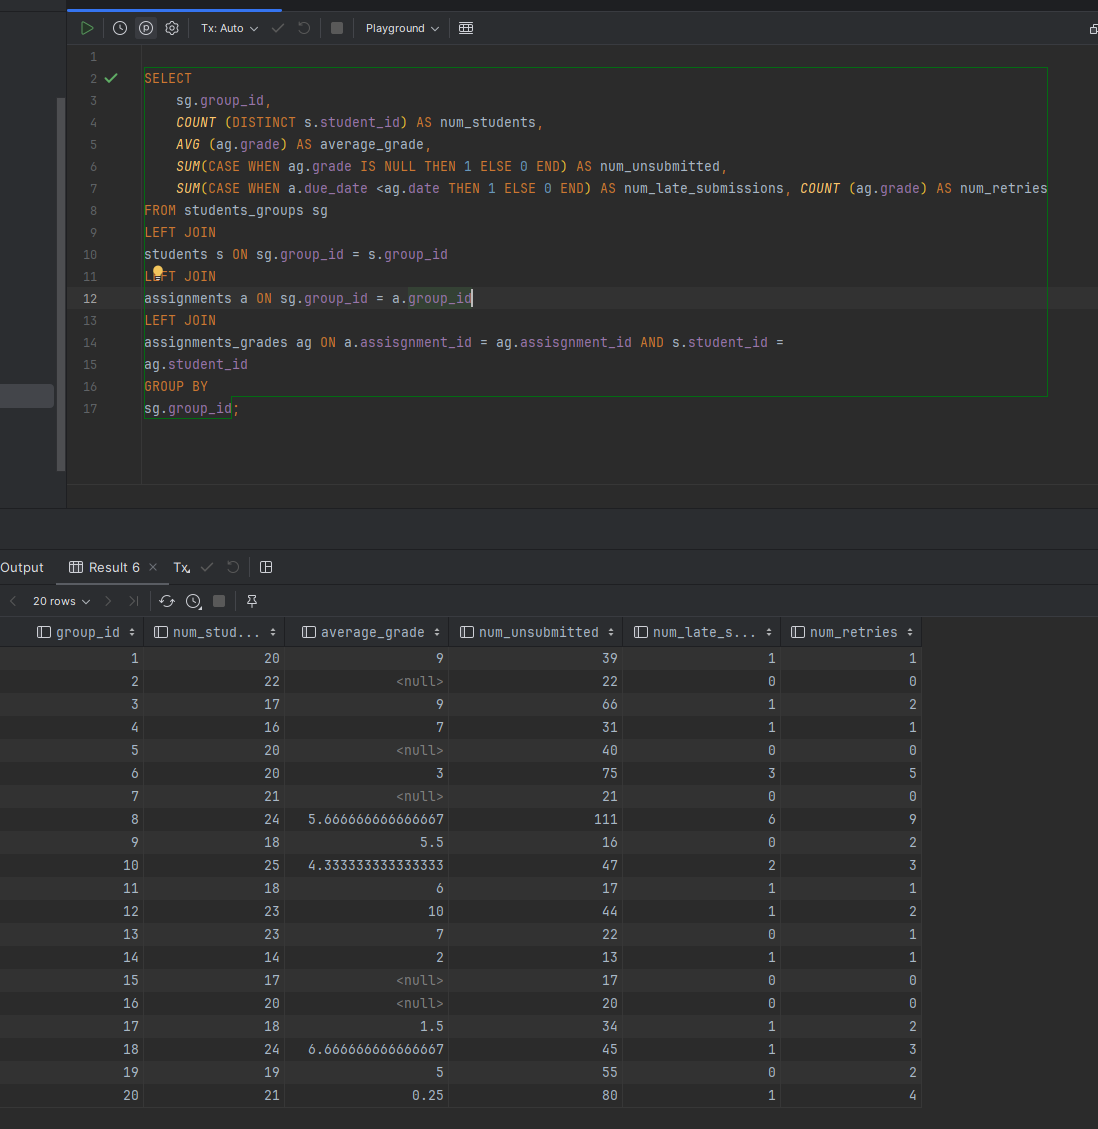 Tx: Auto Playground
1
2 SELECT
3 sg.group_id,
4 COUNT (DISTINCT s.student_id) AS num_students,
5 AVG (ag.grade) AS average_grade,
6 SUM(CASE WHEN ag.grade IS NULL THEN 1 ELSE 0 END) AS num_unsubmitted,
7 SUM(CASE WHEN a.due_date <ag.date THEN 1 ELSE 0 END) AS num_late_submissions, COUNT (ag.grade) AS num_retries
8 FROM students_groups sg
9 LEFT JOIN
10 students s ON sg.group_id = s.group_id
11 LEFT JOIN
12 assignments a ON sg.group_id = a.group_id
13 LEFT JOIN
14 assignments_grades ag ON a.assisgnment_id = ag.assisgnment_id AND s.student_id =
15 ag.student_id
16 GROUP BY
17 sg.group_id;
Output Result 6 Tx
20 rows
group_id num_stud... average_grade num_unsubmitted num_late_s... num_retries
1 20 9 39 1 1
2 22 <null> 22 0 0
3 17 9 66 1 2
4 16 7 31 1 1
5 20 <null> 40 0 0
6 20 3 75 3 5
7 21 <null> 21 0 0
8 24 5.666666666666667 111 6 9
9 18 5.5 16 0 2
10 25 4.333333333333333 47 2 3
11 18 6 17 1 1
12 23 10 44 1 2
13 23 7 22 0 1
14 14 2 13 1 1
15 17 <null> 17 0 0
16 20 <null> 20 0 0
17 18 1.5 34 1 2
18 24 6.666666666666667 45 1 3
19 19 5 55 0 2
20 21 0.25 80 1 4